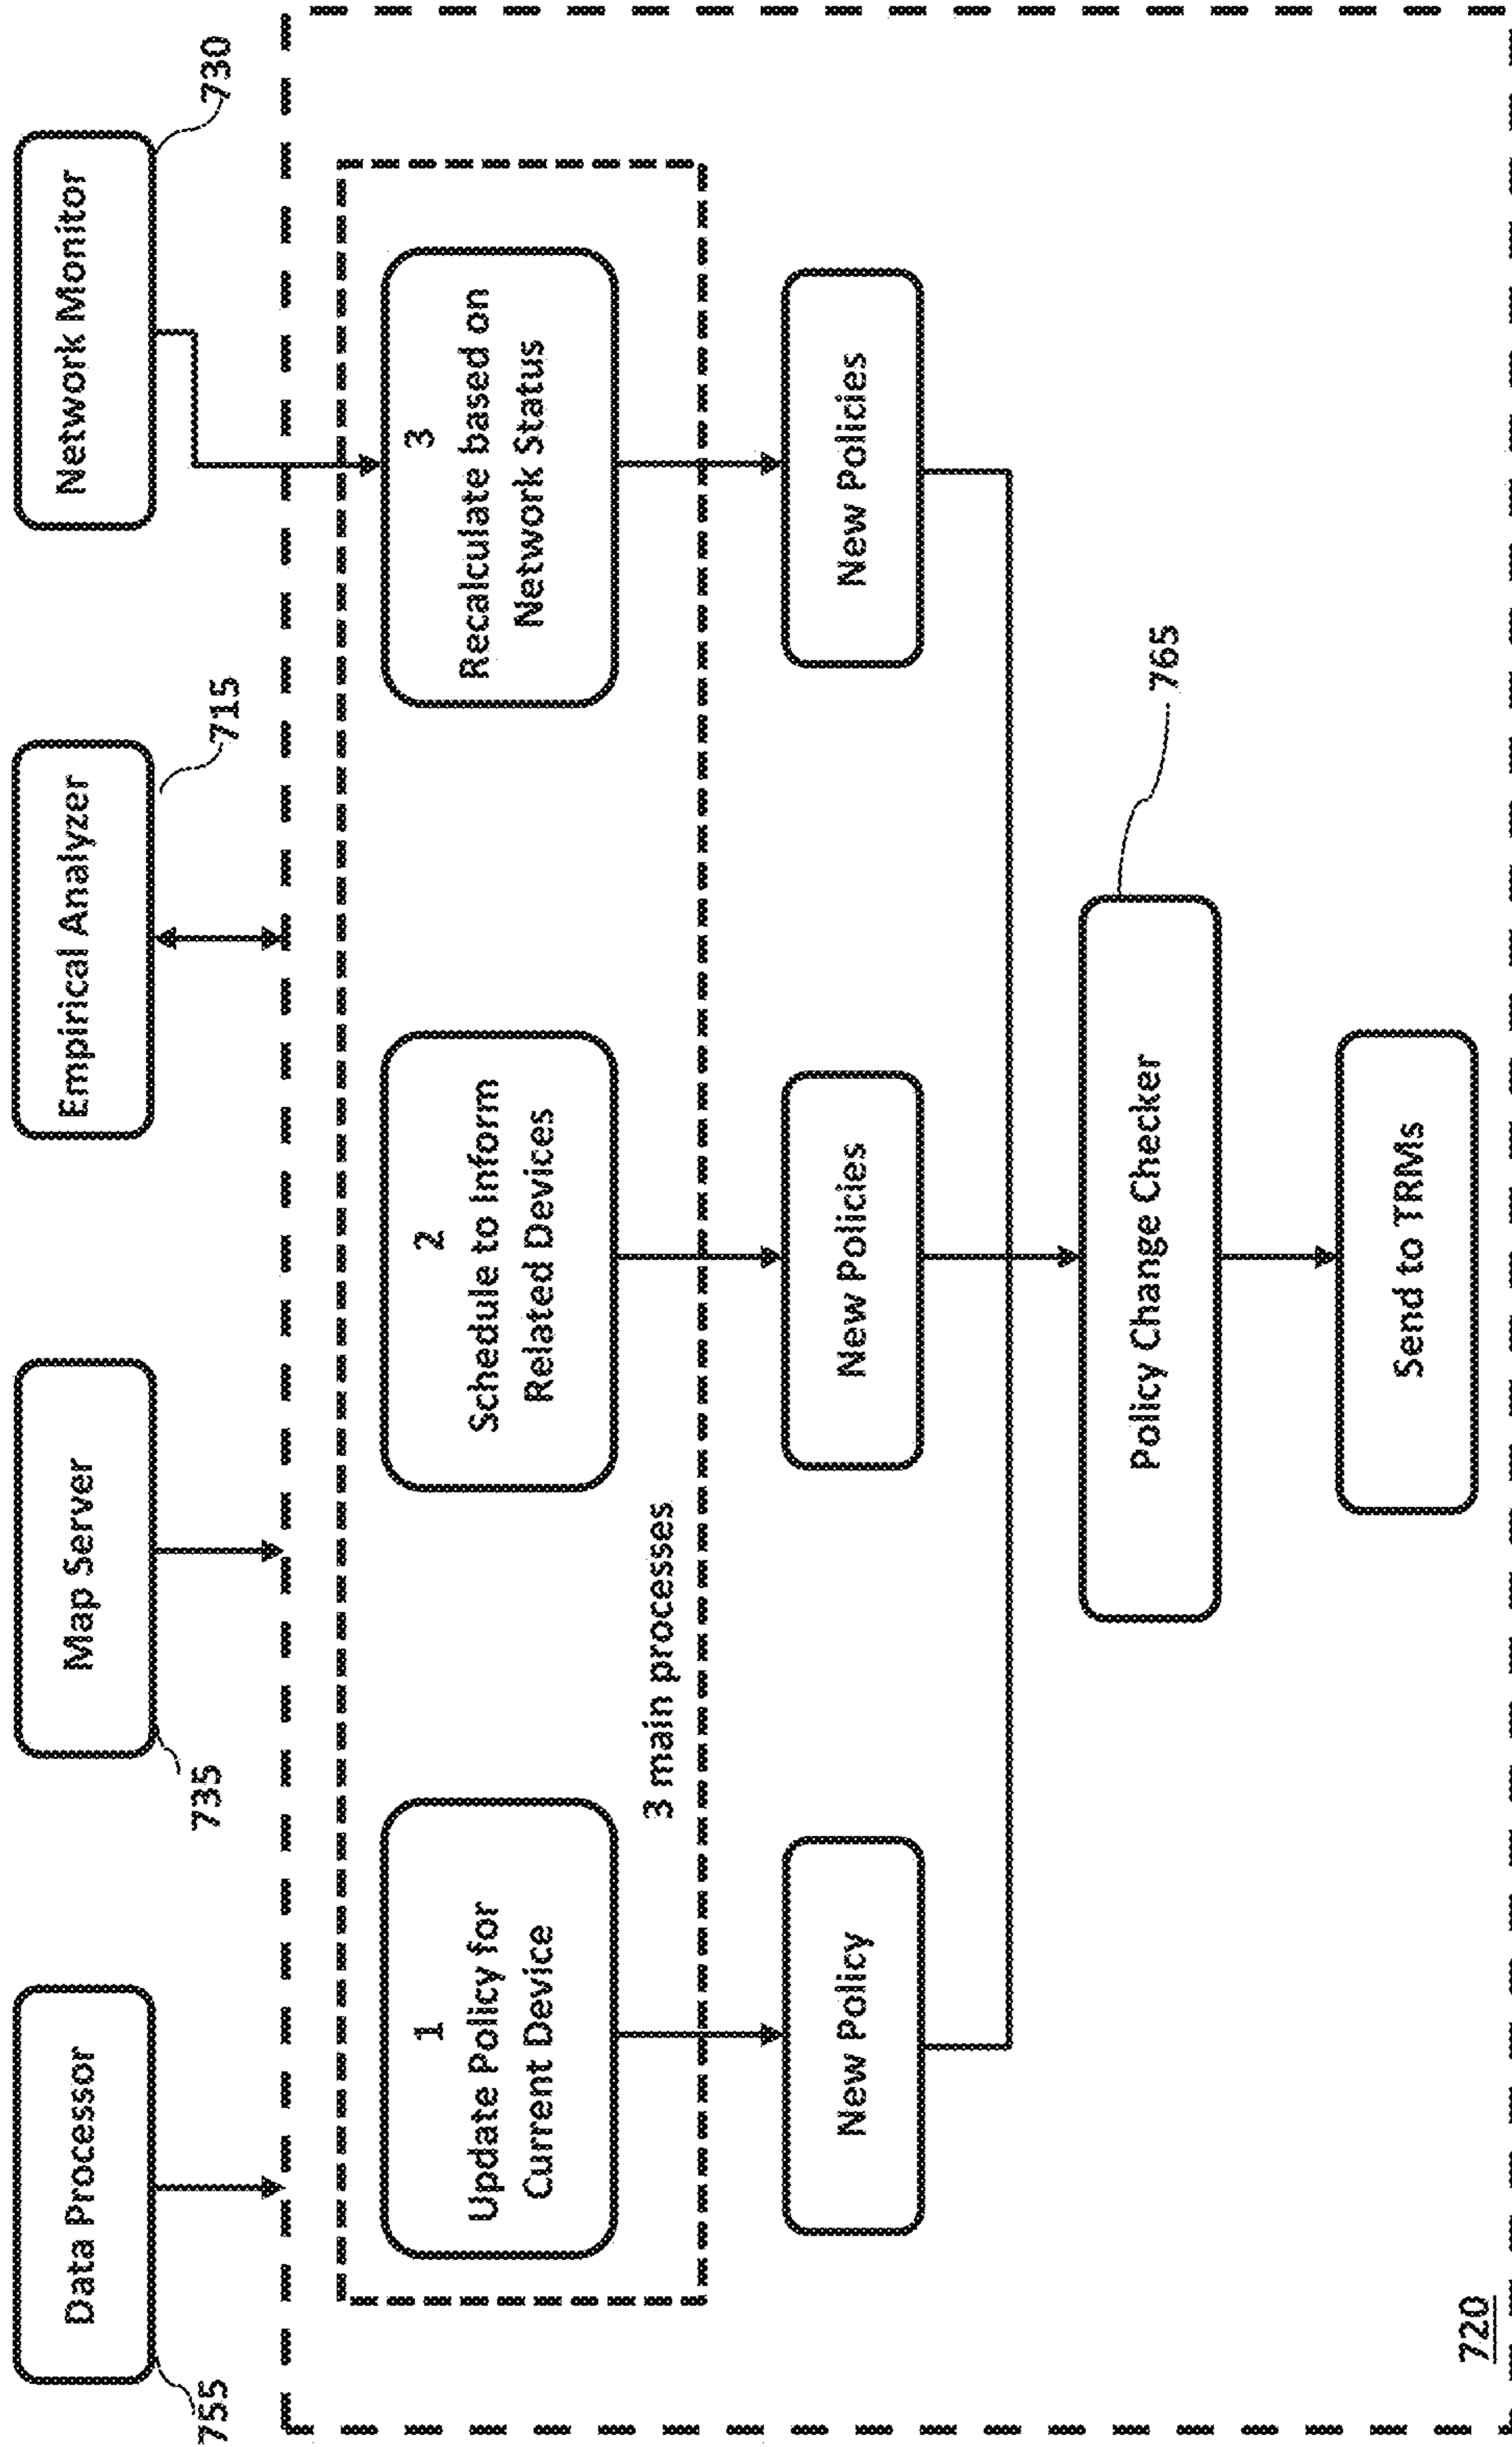 Data Processor
Map Server
Empirical Analyzer
Network Monitor
755
735
715
730
1
Update Policy for
Current Device
2
Schedule to Inform
Related Devices
3
Recalculate based on
Network Status
3 main processes
New Policy
New Policies
New Policies
Policy Change Checker
765
Send to TRMs
720